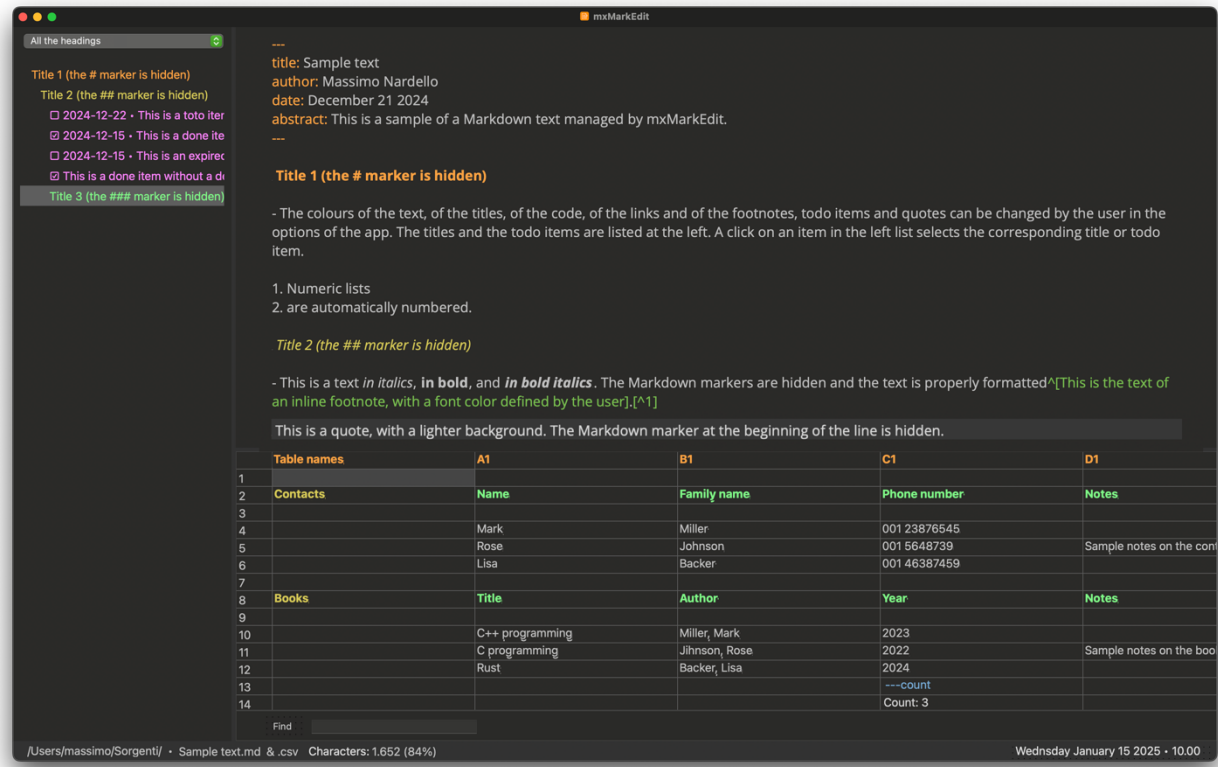 mxMarkEdit
All the headings
Title 1 (the # marker is hidden)
Title 2 (the ## marker is hidden)
☐ 2024-12-22 • This is a toto iter
☑ 2024-12-15 • This is a done ite
☐ 2024-12-15 • This is an expired
☑ This is a done item without a d
Title 3 (the ### marker is hidden)
---
title: Sample text
author: Massimo Nardello
date: December 21 2024
abstract: This is a sample of a Markdown text managed by mxMarkEdit.
---
Title 1 (the # marker is hidden)
- The colours of the text, of the titles, of the code, of the links and of the footnotes, todo items and quotes can be changed by the user in the
options of the app. The titles and the todo items are listed at the left. A click on an item in the left list selects the corresponding title or todo
item.
1. Numeric lists
2. are automatically numbered.
Title 2 (the ## marker is hidden)
- This is a text in italics, in bold, and in bold italics. The Markdown markers are hidden and the text is properly formatted^[This is the text of
an inline footnote, with a font color defined by the user].[^1]
This is a quote, with a lighter background. The Markdown marker at the beginning of the line is hidden.
Table names A1 B1 C1 D1
1
2 Contacts Name Family name Phone number Notes
3
4 Mark Miller 001 23876545
5 Rose Johnson 001 5648739 Sample notes on the cont
6 Lisa Backer 001 46387459
7
8 Books Title Author Year Notes
9
10 C++ programming Miller, Mark 2023
11 C programming Jihnson, Rose 2022 Sample notes on the boo
12 Rust Backer, Lisa 2024
13 ---count
14 Count: 3
Find
/Users/massimo/Sorgenti/ • Sample text.md & .csv Characters: 1.652 (84%) Wednsday January 15 2025 • 10.00